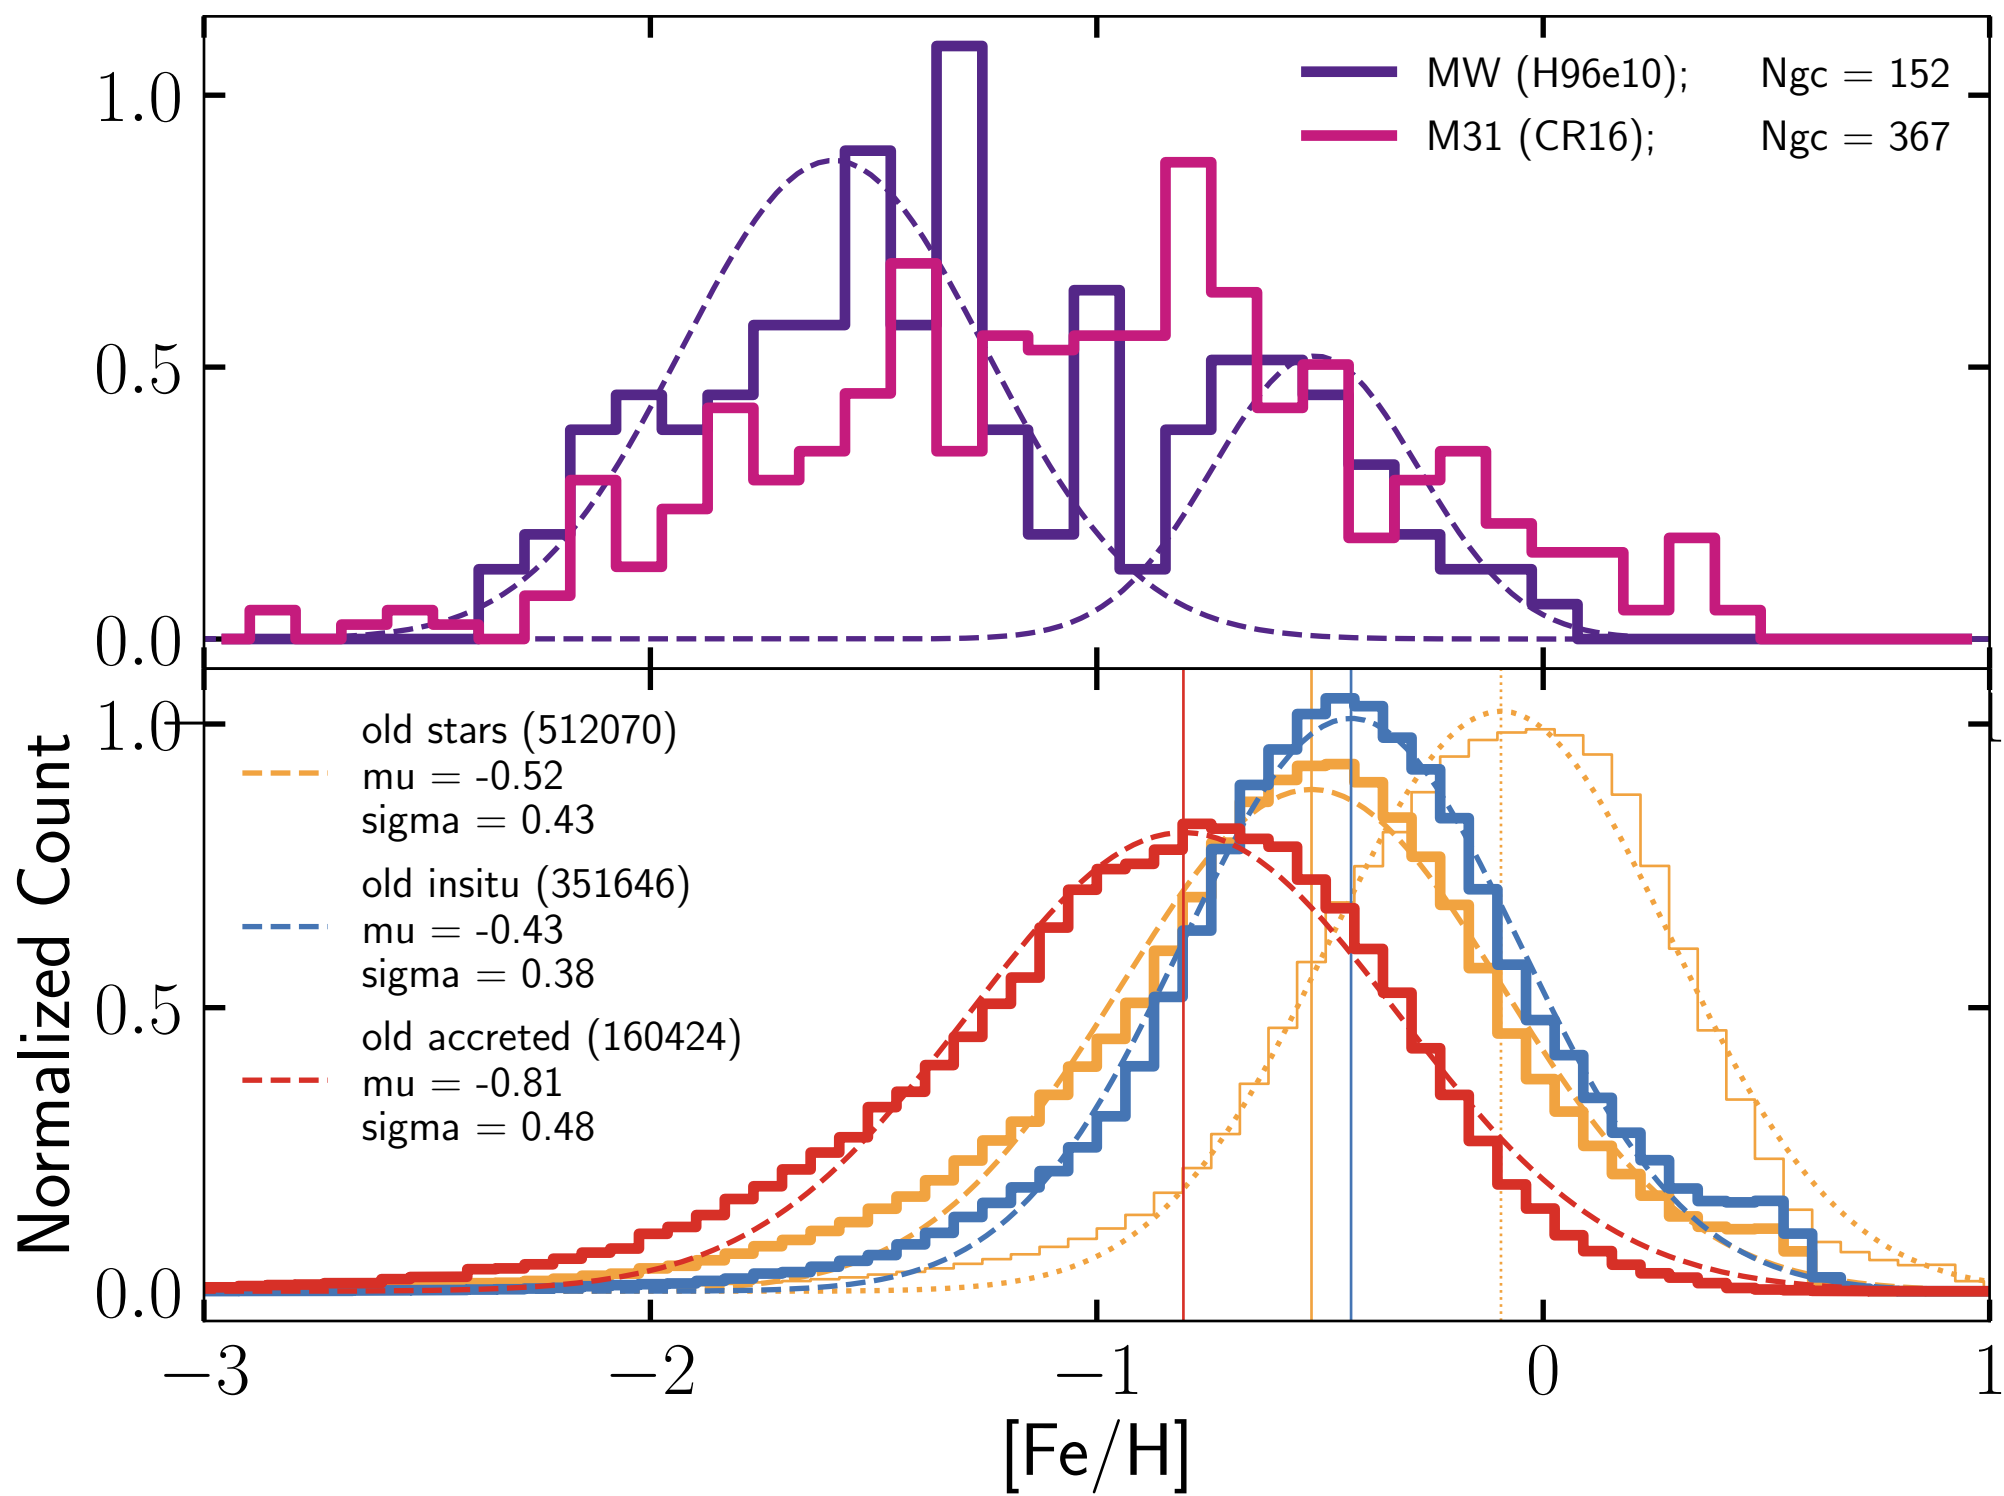 1.0
0.5
0.0
MW (H96e10); Ngc = 152
M31 (CR16); Ngc = 367
Normalized Count
1.0
0.5
0.0
old stars (512070)
mu = -0.52
sigma = 0.43
old insitu (351646)
mu = -0.43
sigma = 0.38
old accreted (160424)
mu = -0.81
sigma = 0.48
−3 −2 −1 0 1
[Fe/H]